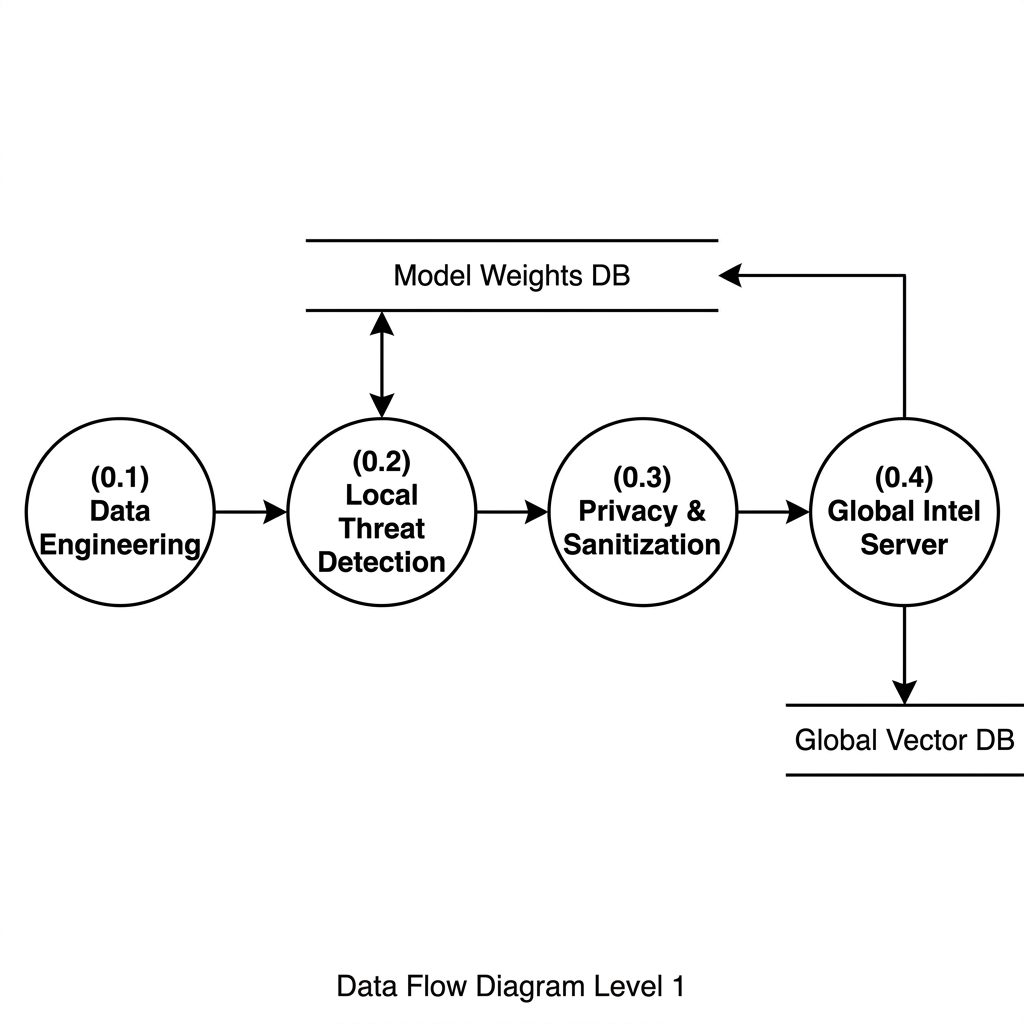 Model Weights DB
(0.1)
Data
Engineering
(0.2)
Local
Threat
Detection
(0.3)
Privacy &
Sanitization
(0.4)
Global Intel
Server
Global Vector DB
Data Flow Diagram Level 1